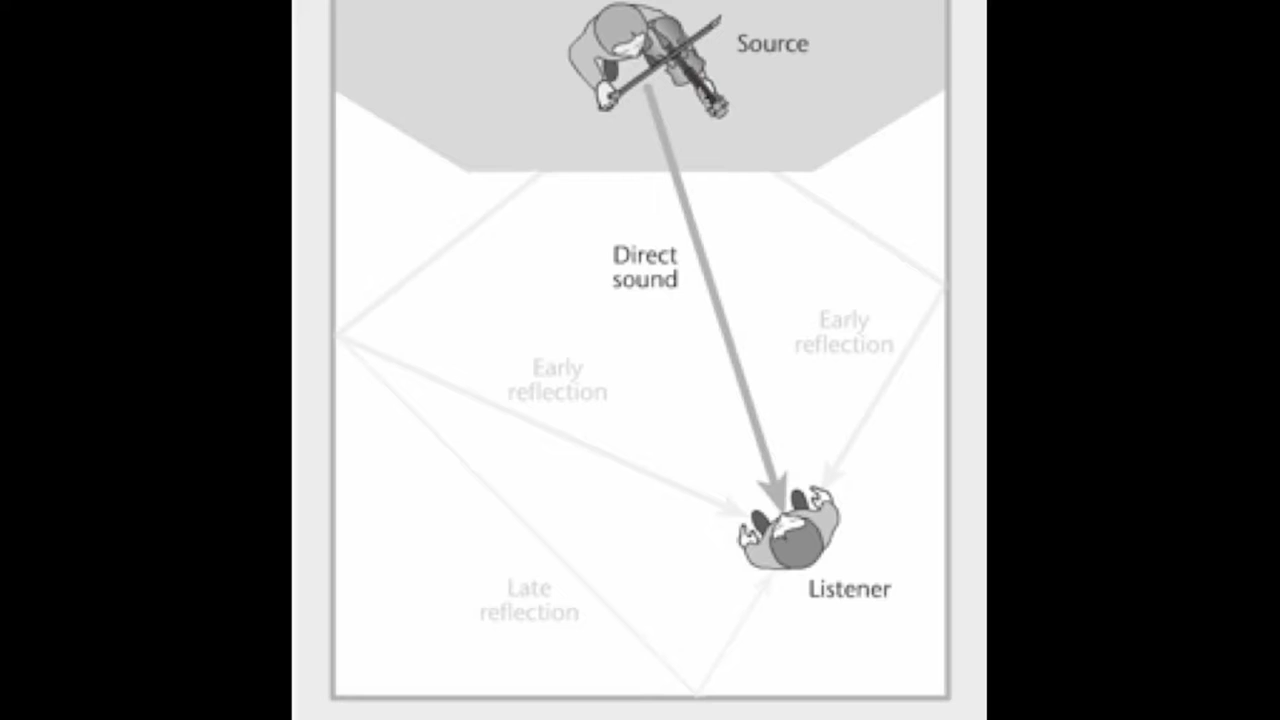 Source
Direct
sound
Early
reflection
Early
reflection
Late
reflection
Listener